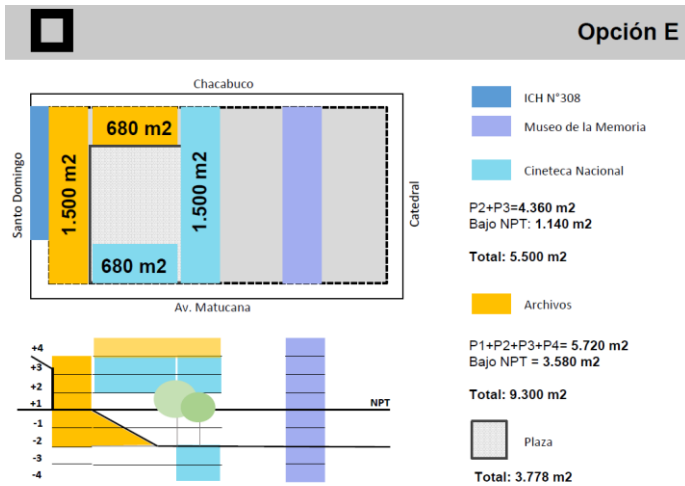 Opción E
Chacabuco
Santo Domingo
1.500 m2
680 m2
1.500 m2
680 m2
Catedral
Av. Matucana
ICH N°308
Museo de la Memoria
Cineteca Nacional
P2+P3=4.360 m2
Bajo NPT: 1.140 m2
Total: 5.500 m2
Archivos
P1+P2+P3+P4= 5.720 m2
Bajo NPT = 3.580 m2
Total: 9.300 m2
Plaza
Total: 3.778 m2
+4
+3
+2
+1
NPT
-1
-2
-3
-4